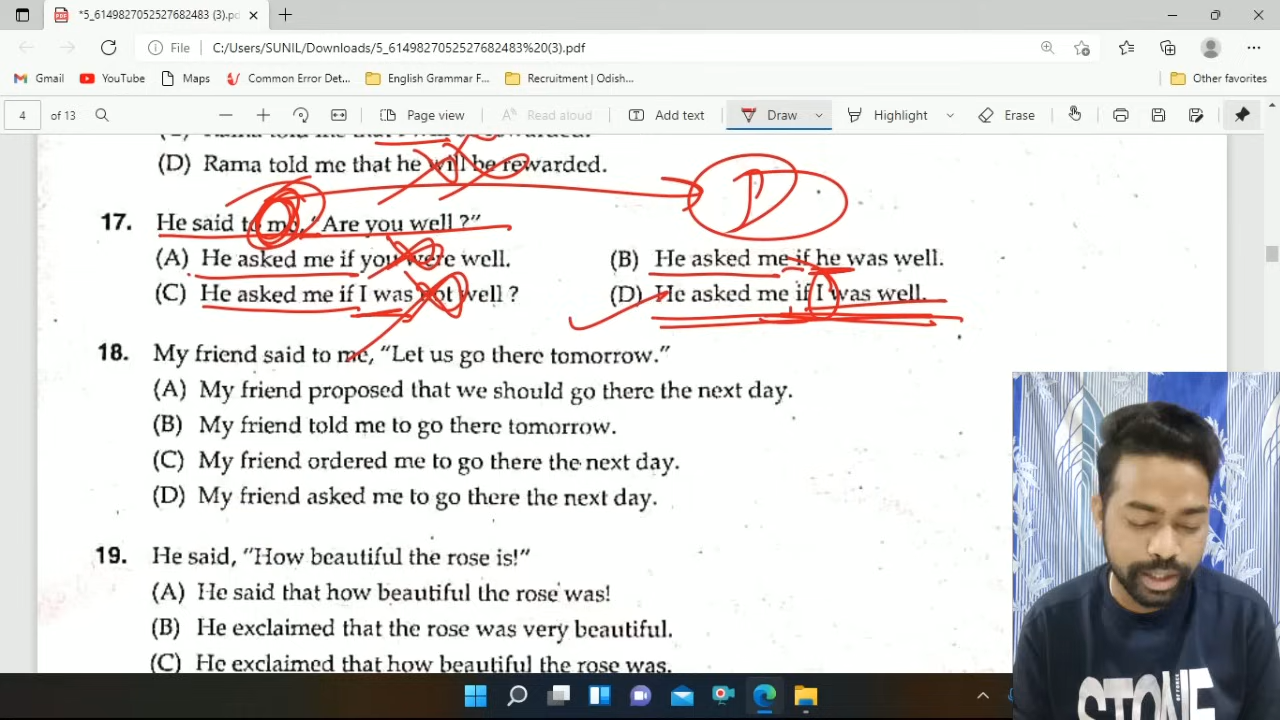 *5_6149827052527682483 (3).pd
File C:/Users/SUNIL/Downloads/5_6149827052527682483%20(3).pdf
Gmail YouTube Maps Common Error Det... English Grammar F... Recruitment | Odish... Other favorites
4 of 13 Page view Read aloud Add text Draw Highlight Erase
(D) Rama told me that he will be rewarded.
17. He said to me, "Are you well ?"
(A) He asked me if you were well. (B) He asked me if he was well.
(C) He asked me if I was not well ? (D) He asked me if I was well.
18. My friend said to me, "Let us go there tomorrow."
(A) My friend proposed that we should go there the next day.
(B) My friend told me to go there tomorrow.
(C) My friend ordered me to go there the next day.
(D) My friend asked me to go there the next day.
19. He said, "How beautiful the rose is!"
(A) He said that how beautiful the rose was!
(B) He exclaimed that the rose was very beautiful.
(C) He exclaimed that how beautiful the rose was.
STONE